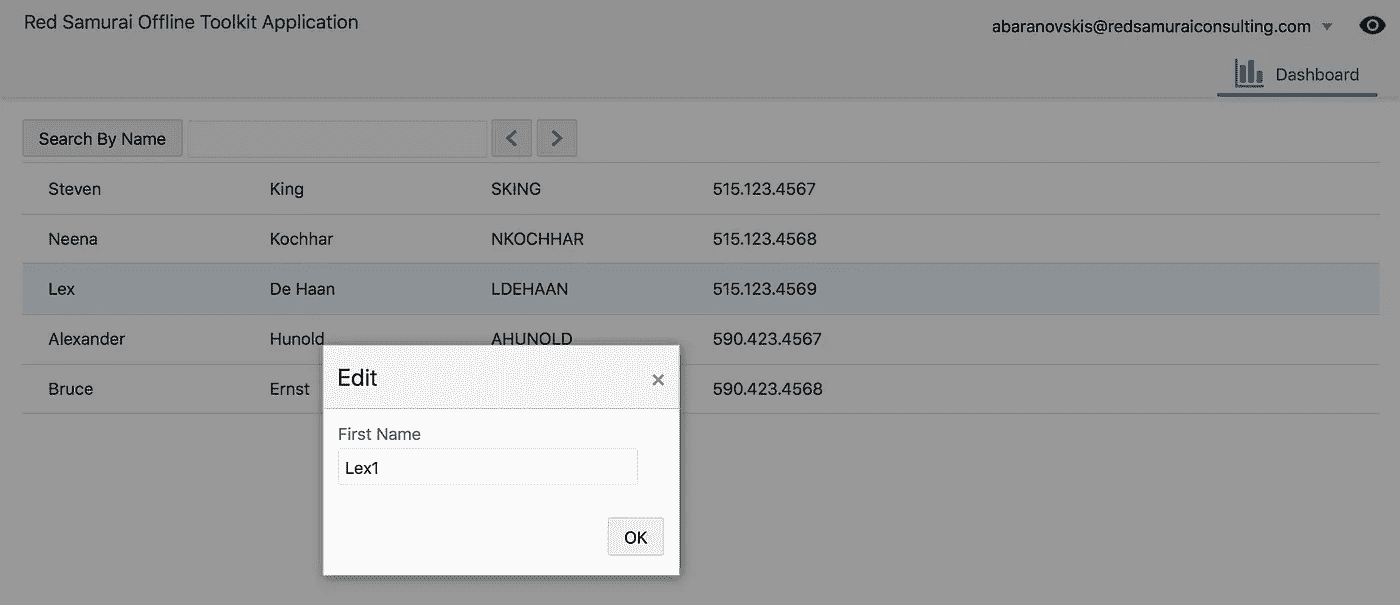 Red Samurai Offline Toolkit Application
abaranovskis@redsamuraiconsulting.com
Dashboard
Search By Name
Steven King SKING 515.123.4567
Neena Kochhar NKOCHHAR 515.123.4568
Lex De Haan LDEHAAN 515.123.4569
Alexander Hunold AHUNOLD 590.423.4567
Bruce Ernst 590.423.4568
Edit ×
First Name
Lex1
OK